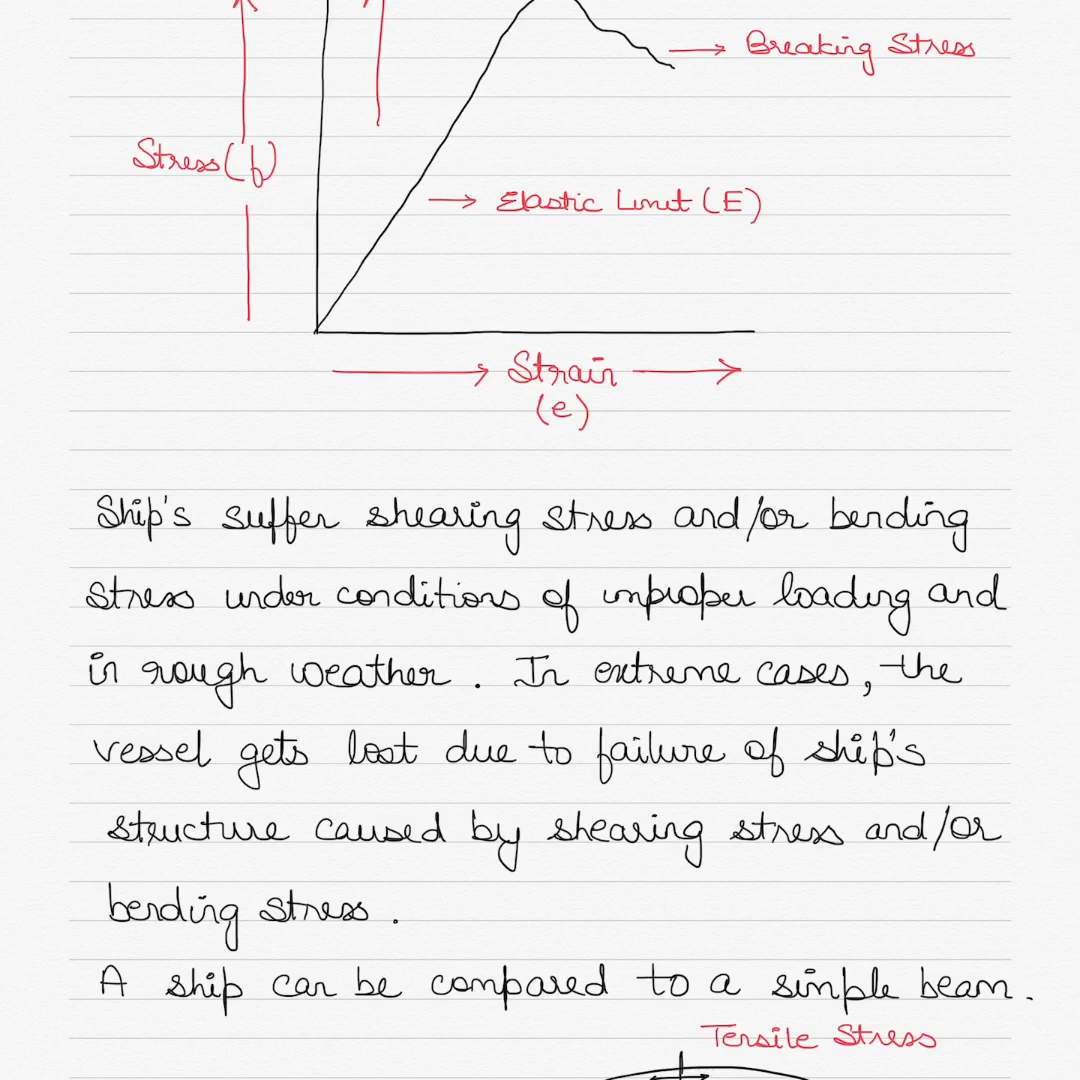 Breaking Stress
Stress (f)
Elastic Limit (E)
Strain
(e)
Ship's suffer shearing stress and/or bending
stress under conditions of improper loading and
in rough weather. In extreme cases, the
vessel gets lost due to failure of ship's
structure caused by shearing stress and/or
bending stress.
A ship can be compared to a simple beam.
Tensile Stress